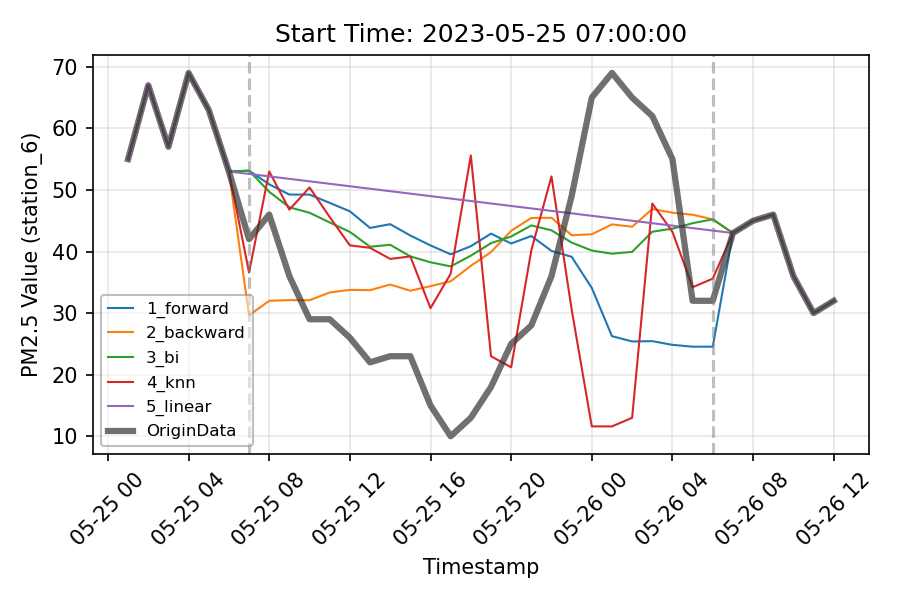 Start Time: 2023-05-25 07:00:00
PM2.5 Value (station_6)
70
60
50
40
30
20
10
1_forward
2_backward
3_bi
4_knn
5_linear
OriginData
05-25 00
05-25 04
05-25 08
05-25 12
05-25 16
05-25 20
05-26 00
05-26 04
05-26 08
05-26 12
Timestamp